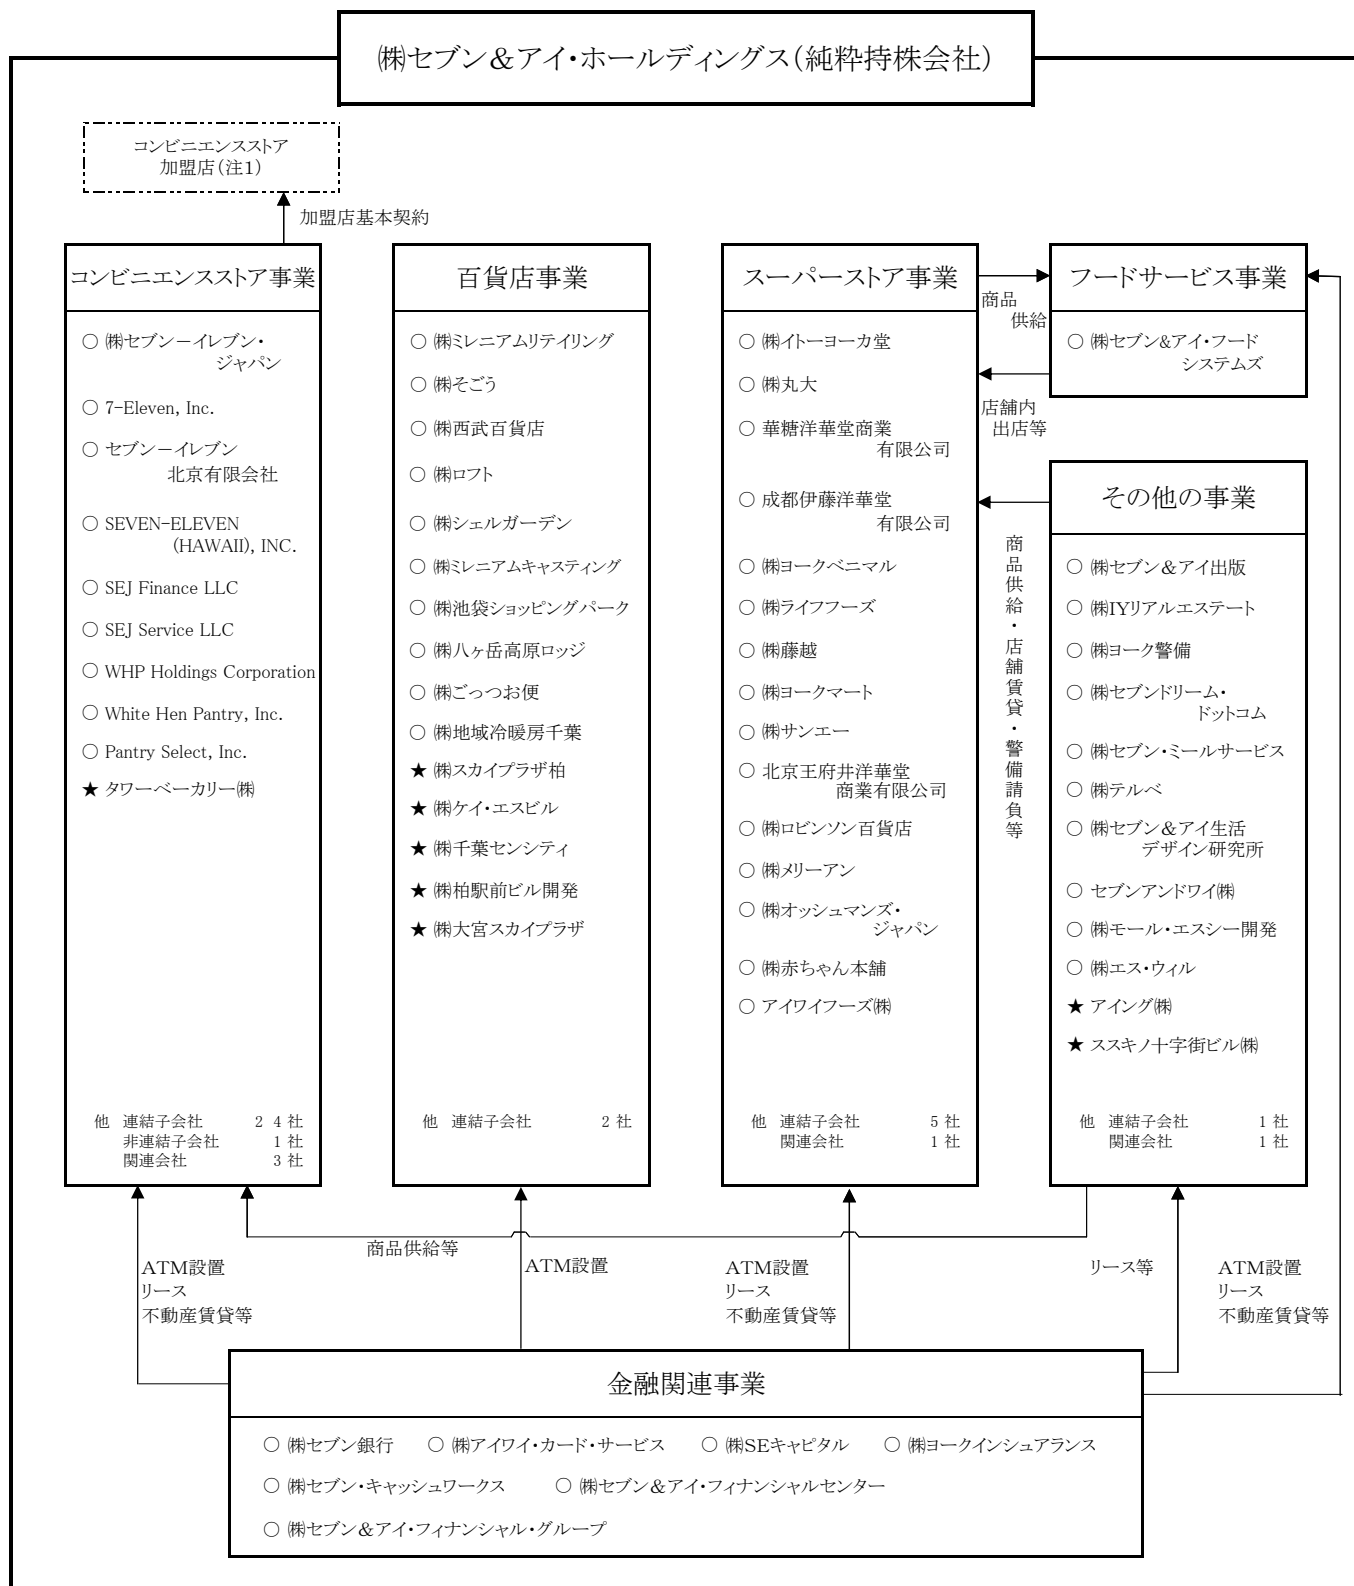 ㈱セブン＆アイ・ホールディングス（純粋持株会社）
コンビニエンスストア
加盟店（注１）
加盟店基本契約
コンビニエンスストア事業
○ ㈱セブン－イレブン・
ジャパン
○ 7-Eleven, Inc.
○ セブン－イレブン
北京有限会社
○ SEVEN-ELEVEN
(HAWAII), INC.
○ SEJ Finance LLC
○ SEJ Service LLC
○ WHP Holdings Corporation
○ White Hen Pantry, Inc.
○ Pantry Select, Inc.
★ タワーベーカリー㈱
他 連結子会社 ２４社
非連結子会社 １社
関連会社 ３社
百貨店事業
○ ㈱ミレニアムリテイリング
○ ㈱そごう
○ ㈱西武百貨店
○ ㈱ロフト
○ ㈱シェルガーデン
○ ㈱ミレニアムキャスティング
○ ㈱池袋ショッピングパーク
○ ㈱八ヶ岳高原ロッジ
○ ㈱ごっつお便
○ ㈱地域冷暖房千葉
★ ㈱スカイプラザ柏
★ ㈱ケイ・エスビル
★ ㈱千葉センシティ
★ ㈱柏駅前ビル開発
★ ㈱大宮スカイプラザ
他 連結子会社 ２社
スーパーストア事業
○ ㈱イトーヨーカ堂
○ ㈱丸大
○ 華糖洋華堂商業
有限公司
○ 成都伊藤洋華堂
有限公司
○ ㈱ヨークベニマル
○ ㈱ライフフーズ
○ ㈱藤越
○ ㈱ヨークマート
○ ㈱サンエー
○ 北京王府井洋華堂
商業有限公司
○ ㈱ロビンソン百貨店
○ ㈱メリーアン
○ ㈱オッシュマンズ・
ジャパン
○ ㈱赤ちゃん本舗
○ アイワイフーズ㈱
他 連結子会社 ５社
関連会社 １社
商品
供給
店舗内
出店等
商品供給・店舗賃貸・警備請負等
フードサービス事業
○ ㈱セブン&アイ・フード
システムズ
その他の事業
○ ㈱セブン＆アイ出版
○ ㈱IYリアルエステート
○ ㈱ヨーク警備
○ ㈱セブンドリーム・
ドットコム
○ ㈱セブン・ミールサービス
○ ㈱テルベ
○ ㈱セブン＆アイ生活
デザイン研究所
○ セブンアンドワイ㈱
○ ㈱モール・エスシー開発
○ ㈱エス・ウィル
★ アイング㈱
★ ススキノ十字街ビル㈱
他 連結子会社 １社
関連会社 １社
商品供給等
ATM設置
リース
不動産賃貸等
ATM設置
ATM設置
リース
不動産賃貸等
リース等
ATM設置
リース
不動産賃貸等
金融関連事業
○ ㈱セブン銀行 ○ ㈱アイワイ・カード・サービス ○ ㈱SEキャピタル ○ ㈱ヨークインシュアランス
○ ㈱セブン・キャッシュワークス ○ ㈱セブン＆アイ・フィナンシャルセンター
○ ㈱セブン＆アイ・フィナンシャル・グループ